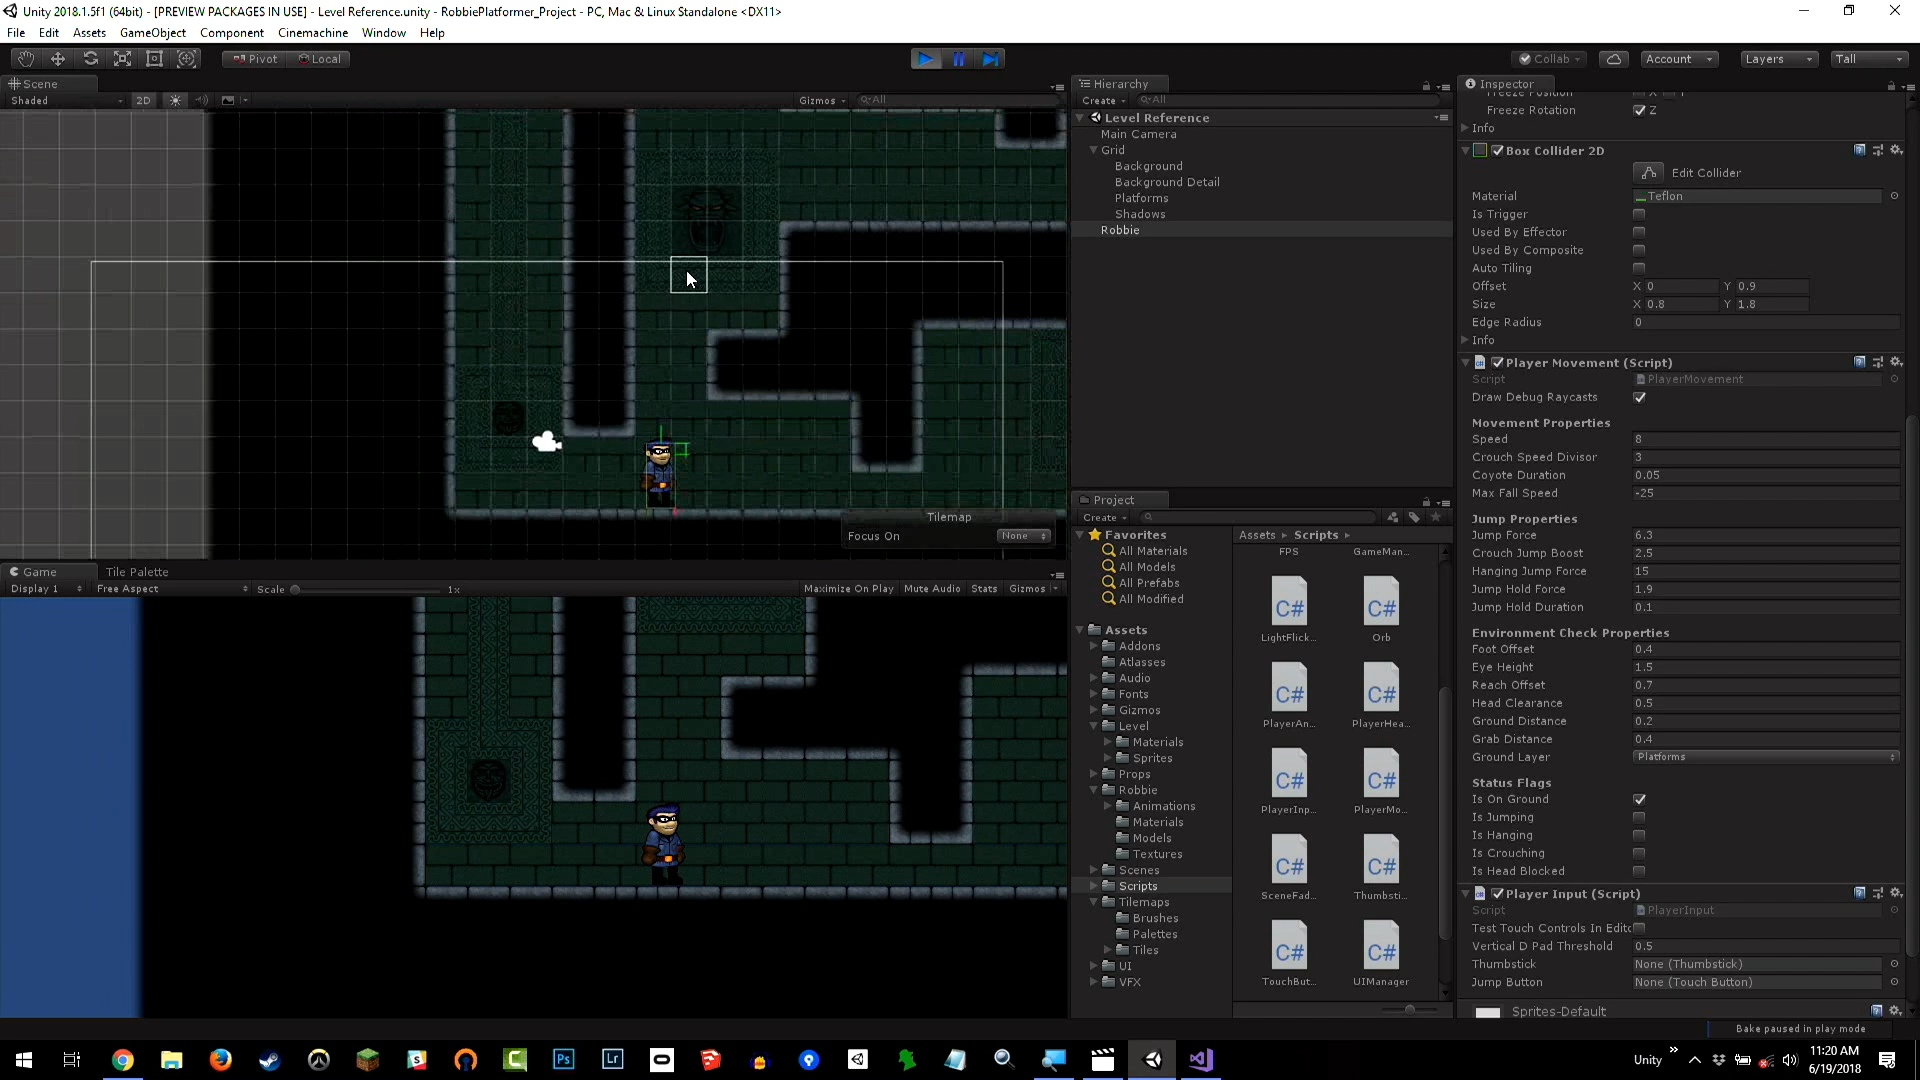 Unity 2018.1.5f1 (64bit) - [PREVIEW PACKAGES IN USE] - Level Reference.unity - RobbiePlatformer_Project - PC, Mac & Linux Standalone <DX11>
File Edit Assets GameObject Component Cinemachine Window Help
Pivot Local
Collab Account Layers Tall
Scene
Shaded 2D Gizmos All
Tilemap
Focus On None
Game Tile Palette
Display 1 Free Aspect Scale 1x Maximize On Play Mute Audio Stats Gizmos
Hierarchy
Create All
Level Reference
Main Camera
Grid
Background
Background Detail
Platforms
Shadows
Robbie
Project
Create
Favorites
All Materials
All Models
All Prefabs
All Modified
Assets
Addons
Atlasses
Audio
Fonts
Gizmos
Level
Materials
Sprites
Props
Robbie
Animations
Materials
Models
Textures
Scenes
Scripts
Tilemaps
Brushes
Palettes
Tiles
UI
VFX
Assets Scripts
FPS GameMan...
C# C#
LightFlick... Orb
C# C#
PlayerAn... PlayerHea...
C# C#
PlayerInp... PlayerMo...
C# C#
SceneFad... Thumbsti...
C# C#
TouchBut... UIManager
Inspector
Freeze Position X Y
Freeze Rotation Z
Info
Box Collider 2D
Edit Collider
Material Teflon
Is Trigger
Used By Effector
Used By Composite
Auto Tiling
Offset X 0 Y 0.9
Size X 0.8 Y 1.8
Edge Radius 0
Info
Player Movement (Script)
Script PlayerMovement
Draw Debug Raycasts
Movement Properties
Speed 8
Crouch Speed Divisor 3
Coyote Duration 0.05
Max Fall Speed -25
Jump Properties
Jump Force 6.3
Crouch Jump Boost 2.5
Hanging Jump Force 15
Jump Hold Force 1.9
Jump Hold Duration 0.1
Environment Check Properties
Foot Offset 0.4
Eye Height 1.5
Reach Offset 0.7
Head Clearance 0.5
Ground Distance 0.2
Grab Distance 0.4
Ground Layer Platforms
Status Flags
Is On Ground
Is Jumping
Is Hanging
Is Crouching
Is Head Blocked
Player Input (Script)
Script PlayerInput
Test Touch Controls In Edito
Vertical D Pad Threshold 0.5
Thumbstick None (Thumbstick)
Jump Button None (Touch Button)
Sprites-Default
Bake paused in play mode
Ps Lr
Unity
11:20 AM
6/19/2018